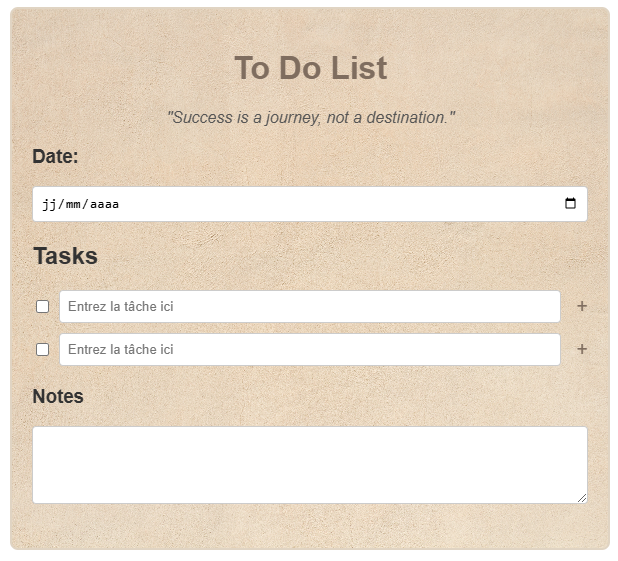 To Do List
"Success is a journey, not a destination."
Date:
jj/mm/aaaa
Tasks
Entrez la tâche ici +
Entrez la tâche ici +
Notes